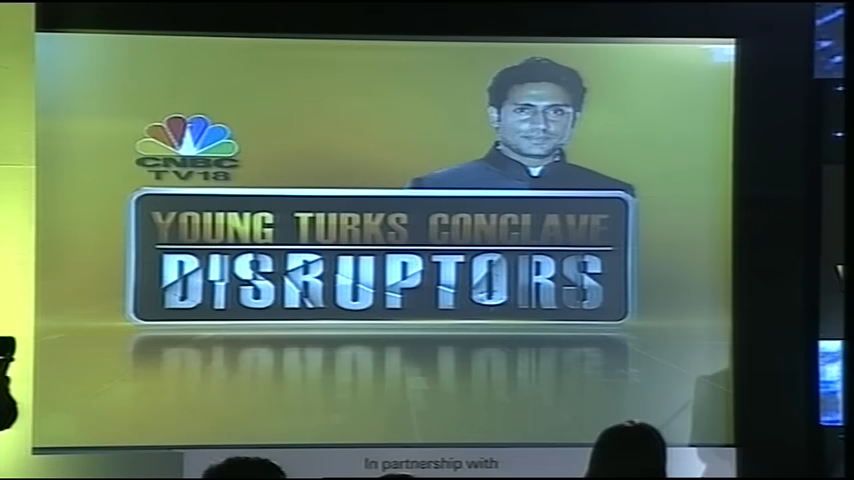 CNBC
TV18
YOUNG TURKS CONCLAVE
DISRUPTORS
In partnership with